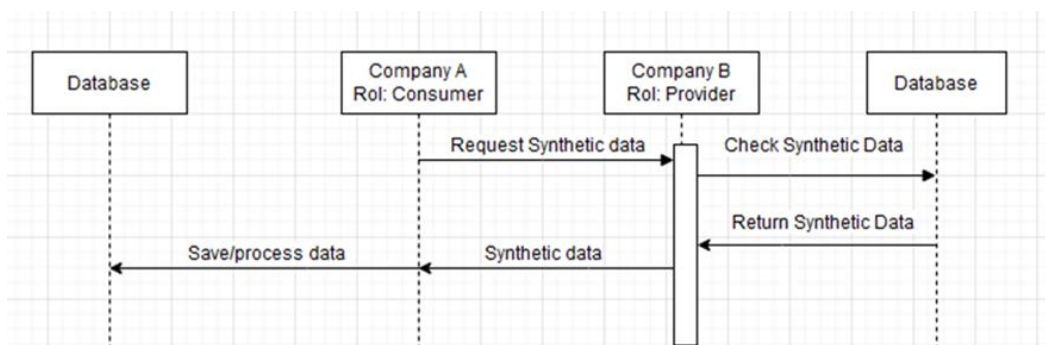 Database
Company A
Rol: Consumer
Company B
Rol: Provider
Database
Request Synthetic data
Check Synthetic Data
Return Synthetic Data
Save/process data
Synthetic data